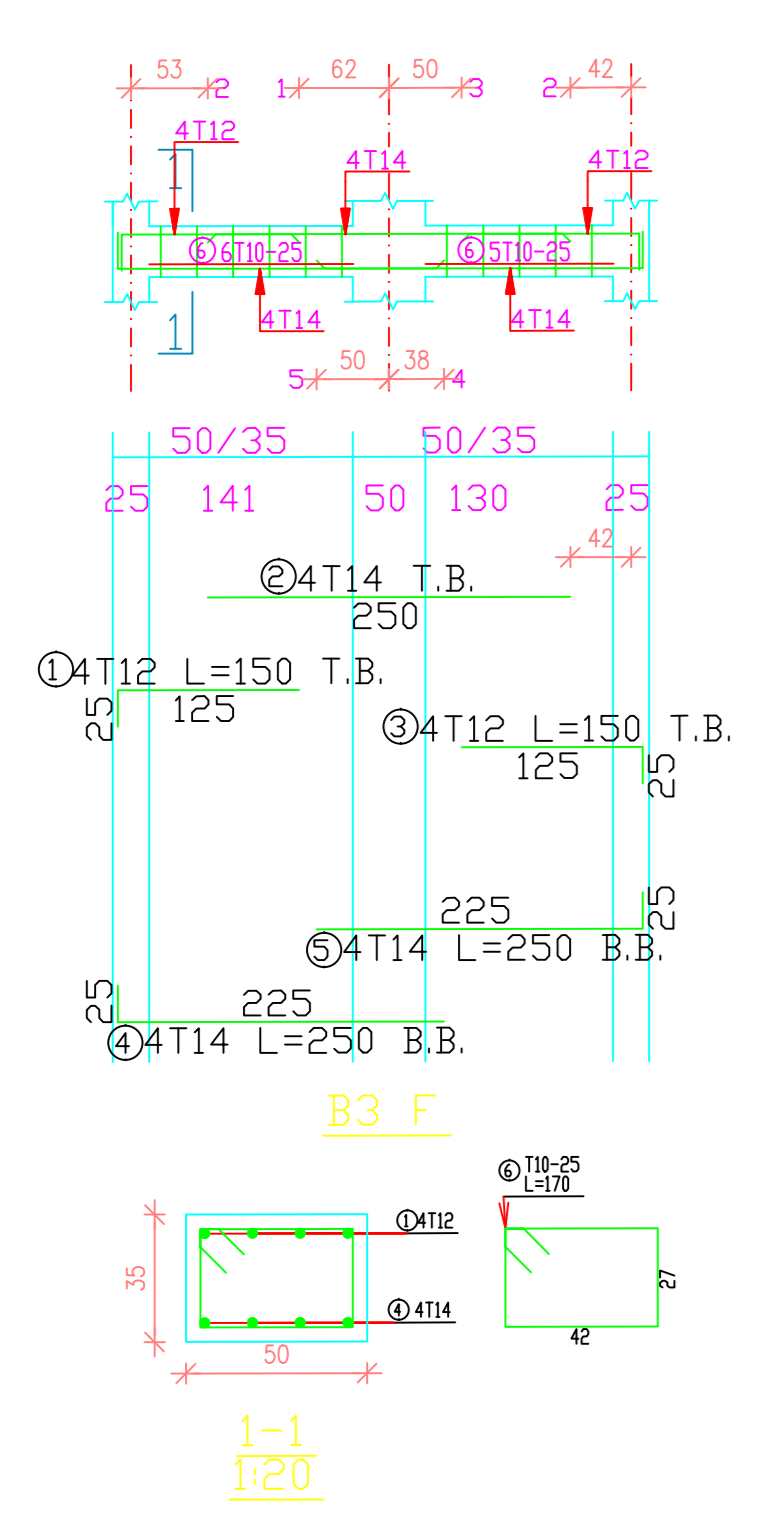 53 2 1 62 50 3 2 42
4T12 4T14 4T12
1
⑥ 6T10-25 ⑥ 5T10-25
1 4T14 4T14
5 50 38 4
50/35 50/35
25 141 50 130 25
42
②4T14 T.B.
250
①4T12 L=150 T.B.
25 125
③4T12 L=150 T.B.
125 25
225 25
⑤4T14 L=250 B.B.
25 225
④4T14 L=250 B.B.
B3 F
⑥ T10-25
L=170
①4T12
35 27
④ 4T14
50 42
1-1
1:20